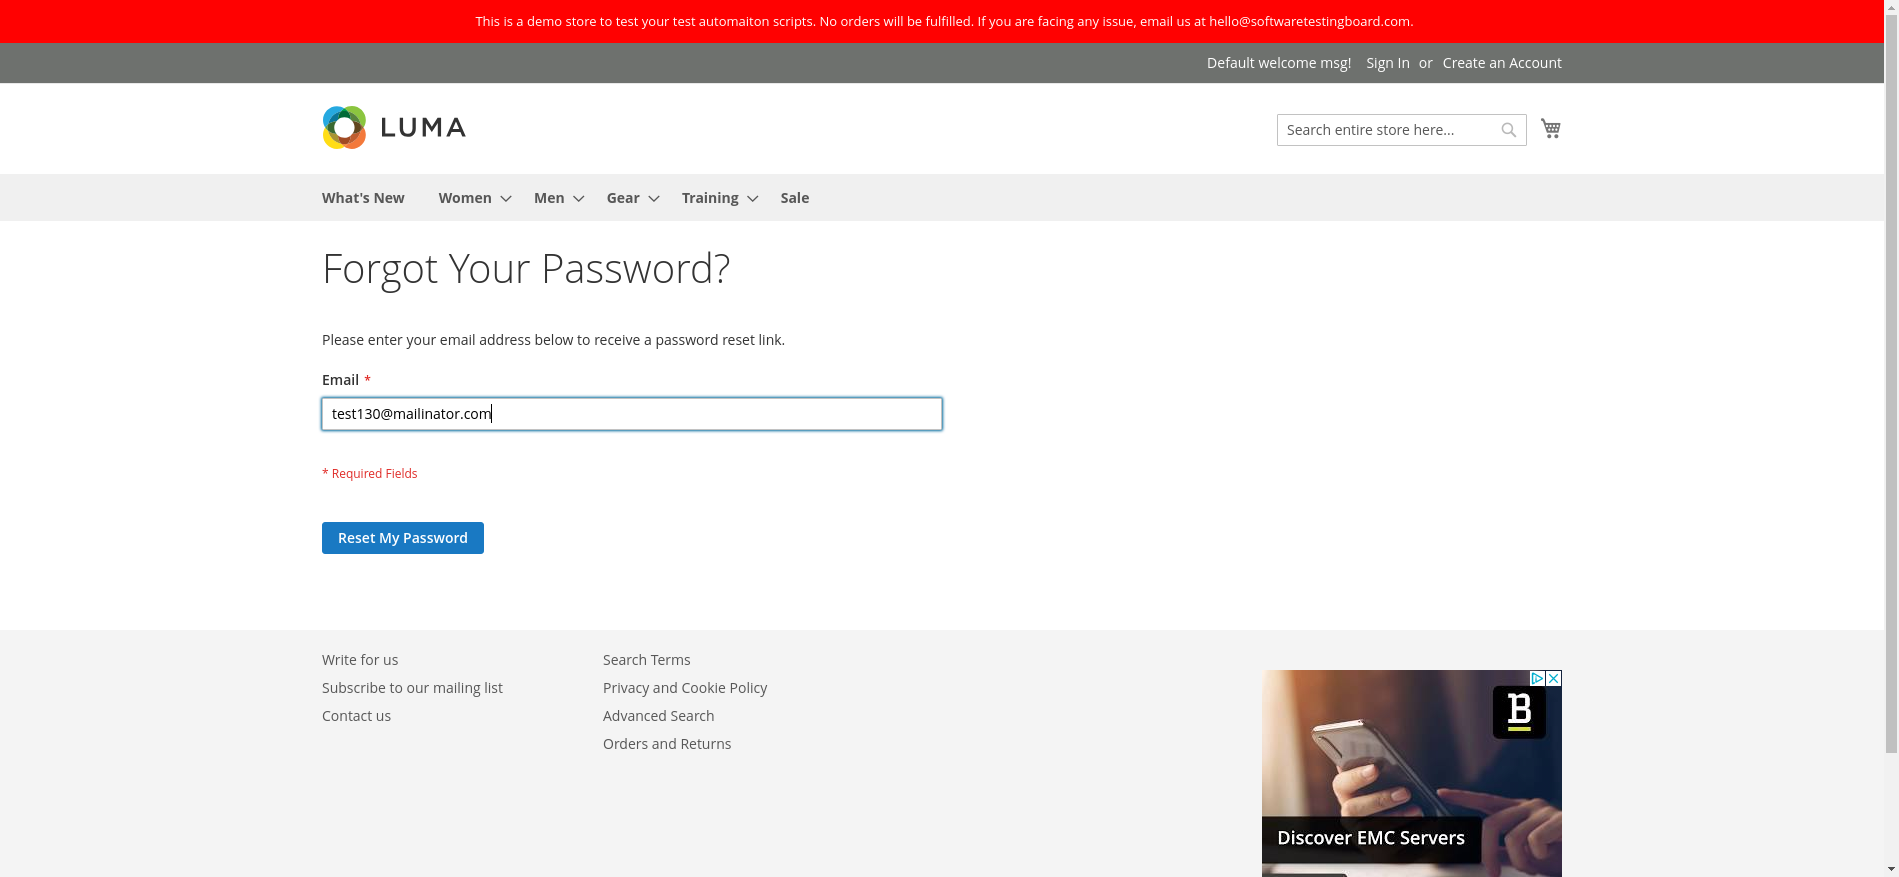 This is a demo store to test your test automaiton scripts. No orders will be fulfilled. If you are facing any issue, email us at hello@softwaretestingboard.com.
Default welcome msg! Sign In or Create an Account
LUMA
Search entire store here...
What's New Women Men Gear Training Sale
Forgot Your Password?
Please enter your email address below to receive a password reset link.
Email *
test130@mailinator.com
* Required Fields
Reset My Password
Write for us
Subscribe to our mailing list
Contact us
Search Terms
Privacy and Cookie Policy
Advanced Search
Orders and Returns
B
Discover EMC Servers